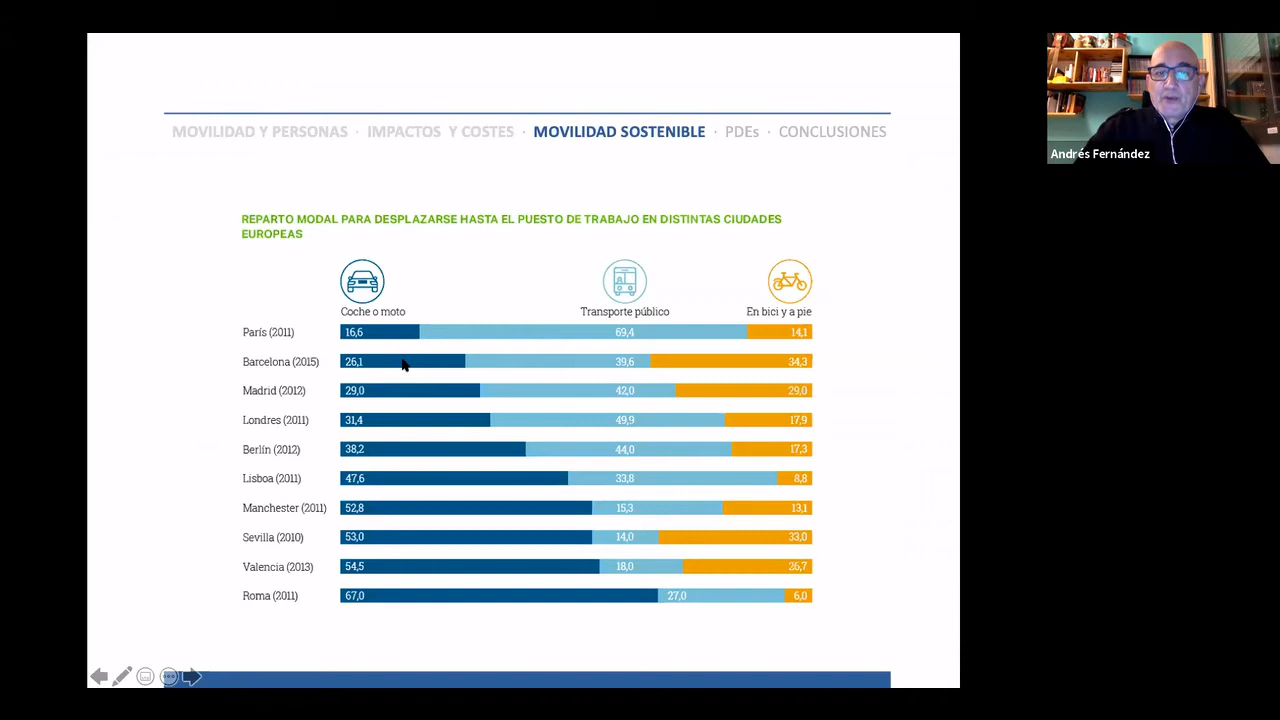 MOVILIDAD Y PERSONAS · IMPACTOS Y COSTES · MOVILIDAD SOSTENIBLE · PDEs · CONCLUSIONES
Andrés Fernández
REPARTO MODAL PARA DESPLAZARSE HASTA EL PUESTO DE TRABAJO EN DISTINTAS CIUDADES
EUROPEAS
Coche o moto Transporte público En bici y a pie
París (2011) 16,6 69,4 14,1
Barcelona (2015) 26,1 39,6 34,3
Madrid (2012) 29,0 42,0 29,0
Londres (2011) 31,4 49,9 17,9
Berlín (2012) 38,2 44,0 17,3
Lisboa (2011) 47,6 33,8 8,8
Manchester (2011) 52,8 15,3 13,1
Sevilla (2010) 53,0 14,0 33,0
Valencia (2013) 54,5 18,0 26,7
Roma (2011) 67,0 27,0 6,0